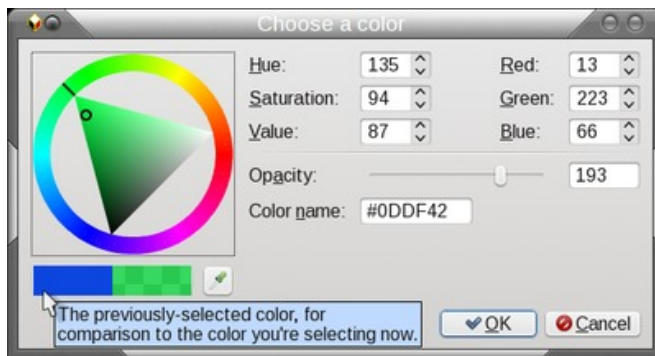 Choose a color
Hue: 135 Red: 13
Saturation: 94 Green: 223
Value: 87 Blue: 66
Opacity: 193
Color name: #0DDF42
The previously-selected color, for
comparison to the color you're selecting now.
OK Cancel